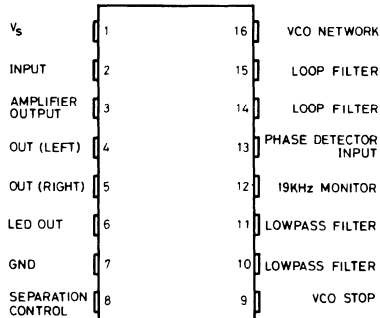 Vs 1 16 VCO NETWORK
INPUT 2 15 LOOP FILTER
AMPLIFIER
OUTPUT 3 14 LOOP FILTER
OUT (LEFT) 4 13 PHASE DETECTOR
INPUT
OUT (RIGHT) 5 12 19KHz MONITOR
LED OUT 6 11 LOWPASS FILTER
GND 7 10 LOWPASS FILTER
SEPARATION
CONTROL 8 9 VCO STOP